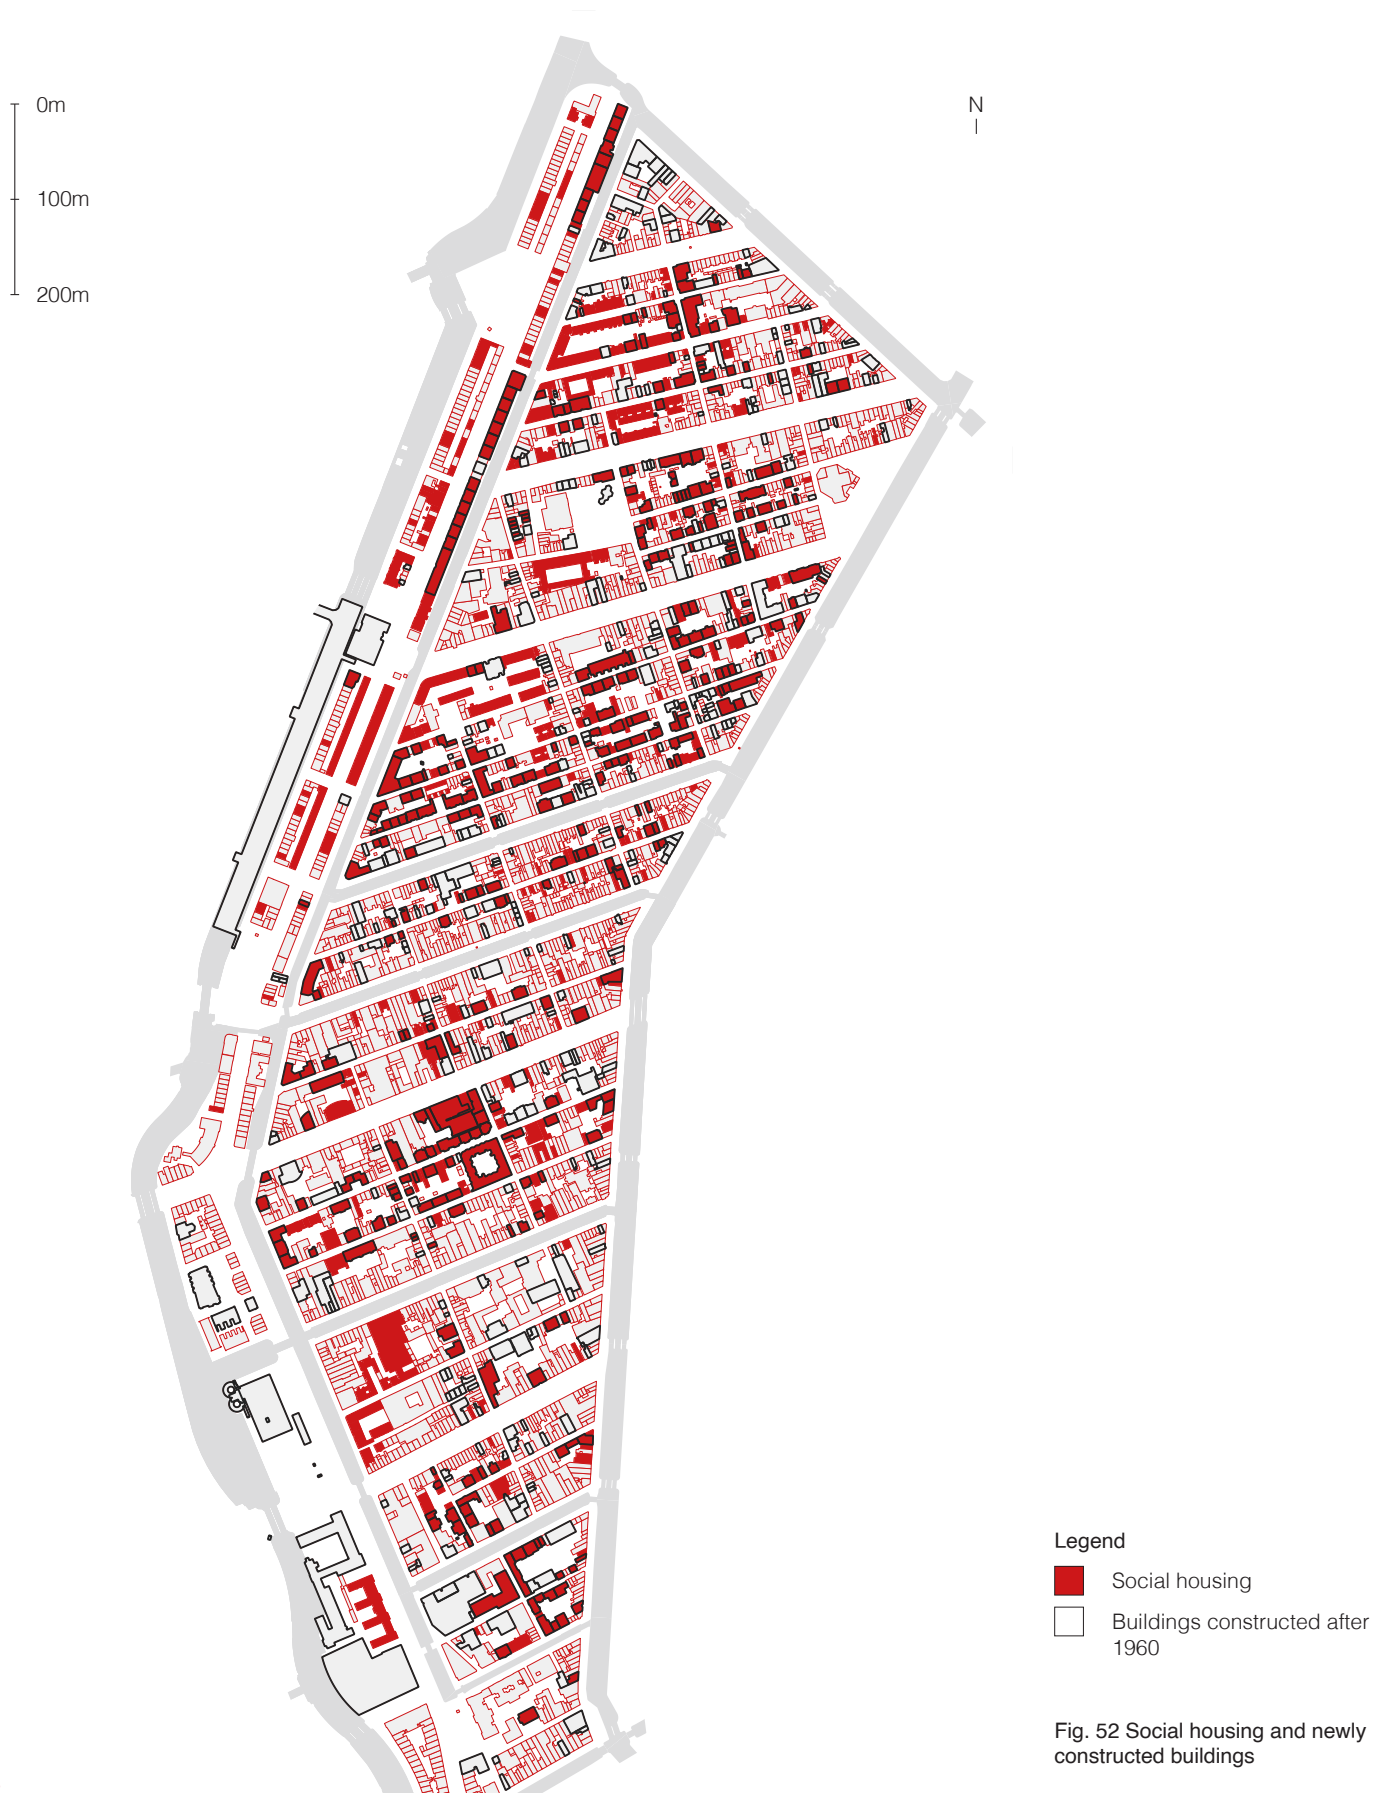 0m
N
100m
200m
Legend
Social housing
Buildings constructed after
1960
Fig. 52 Social housing and newly
constructed buildings